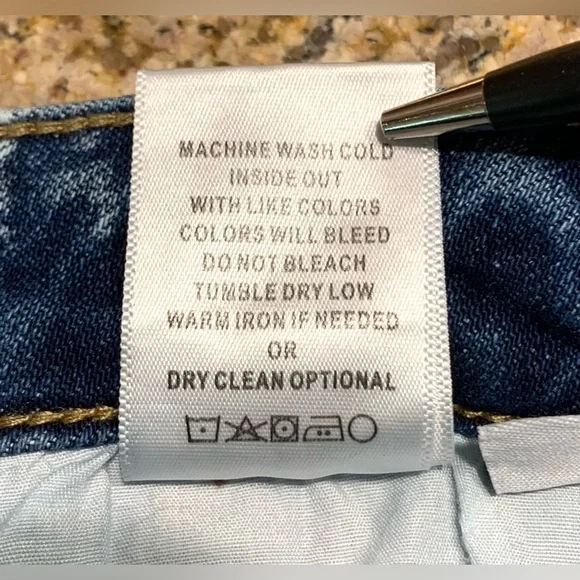 MACHINE WASH COLD
INSIDE OUT
WITH LIKE COLORS
COLORS WILL BLEED
DO NOT BLEACH
TUMBLE DRY LOW
WARM IRON IF NEEDED
OR
DRY CLEAN OPTIONAL